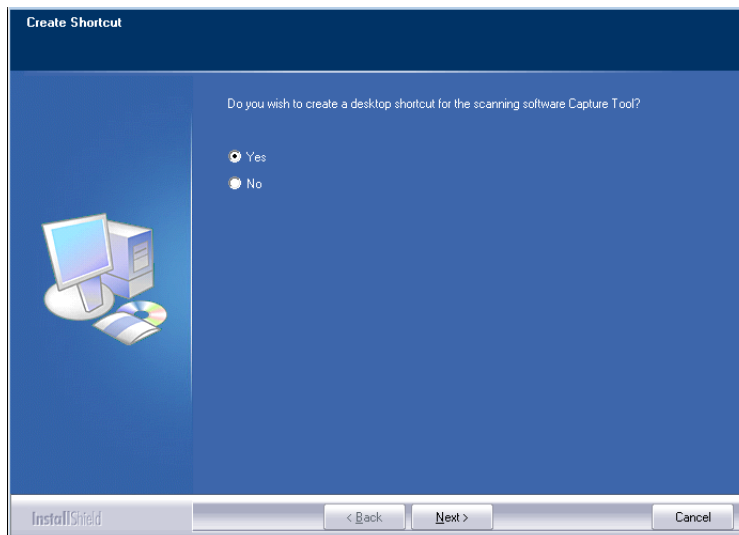 Create Shortcut
Do you wish to create a desktop shortcut for the scanning software Capture Tool?
Yes
No
InstallShield
< Back
Next >
Cancel